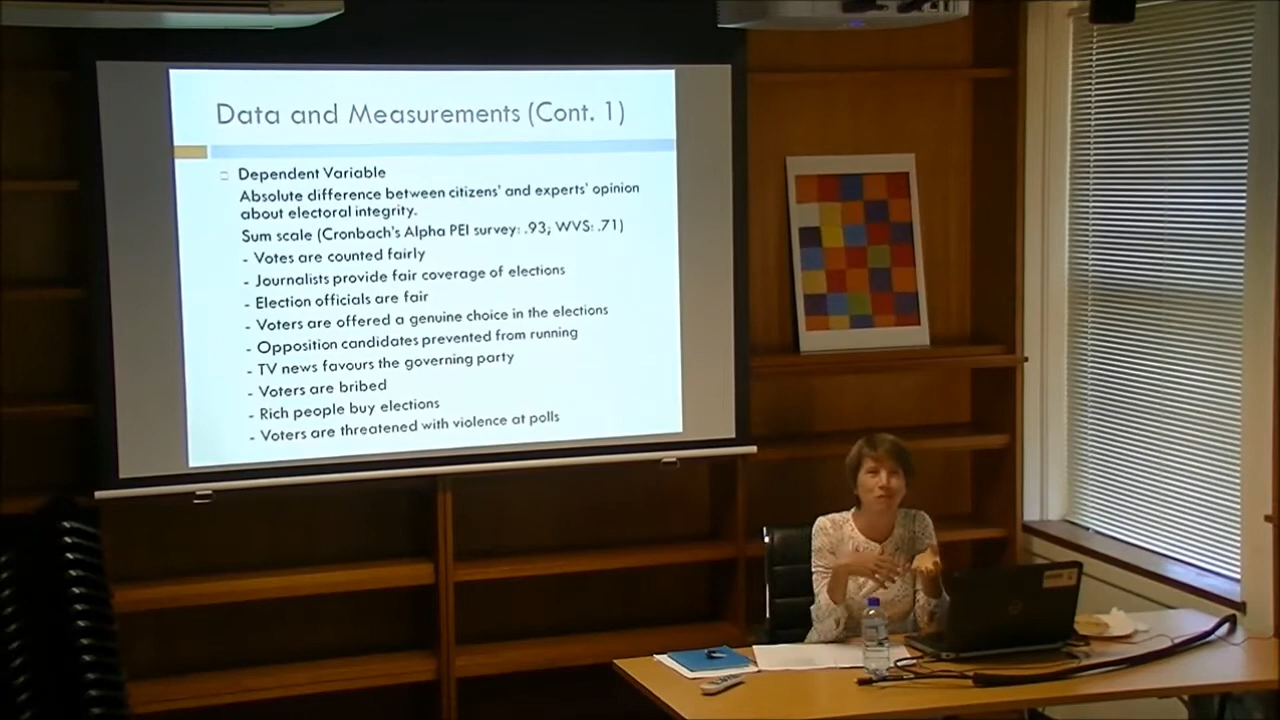 Data and Measurements (Cont. 1)
Dependent Variable
Absolute difference between citizens' and experts' opinion
about electoral integrity.
Sum scale (Cronbach's Alpha PEI survey: .93; WVS: .71)
- Votes are counted fairly
- Journalists provide fair coverage of elections
- Election officials are fair
- Voters are offered a genuine choice in the elections
- Opposition candidates prevented from running
- TV news favours the governing party
- Voters are bribed
- Rich people buy elections
- Voters are threatened with violence at polls